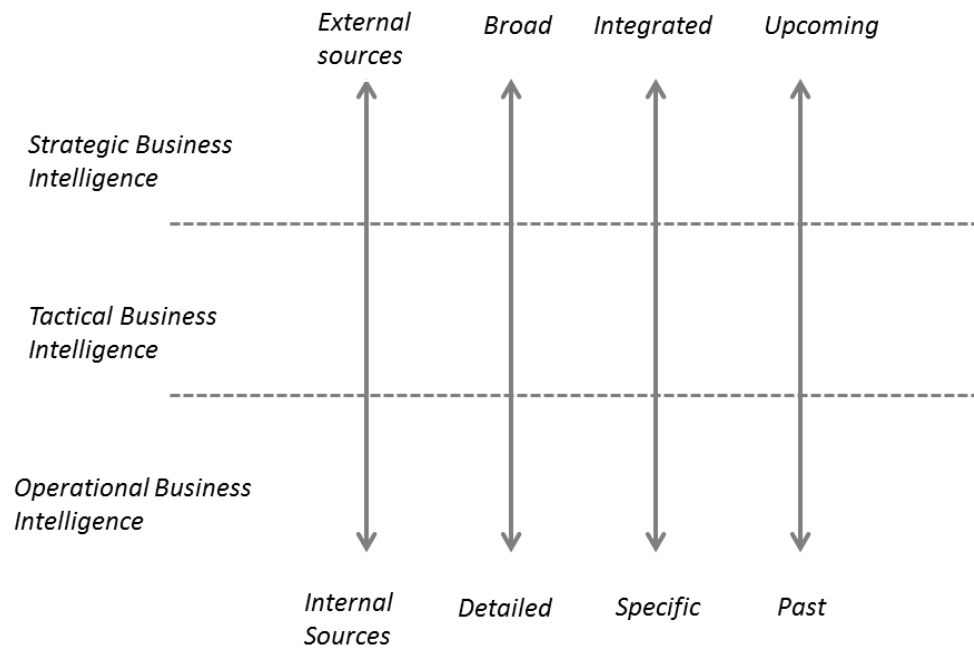 External
sources
Broad
Integrated
Upcoming
Strategic Business
Intelligence
Tactical Business
Intelligence
Operational Business
Intelligence
Internal
Sources
Detailed
Specific
Past